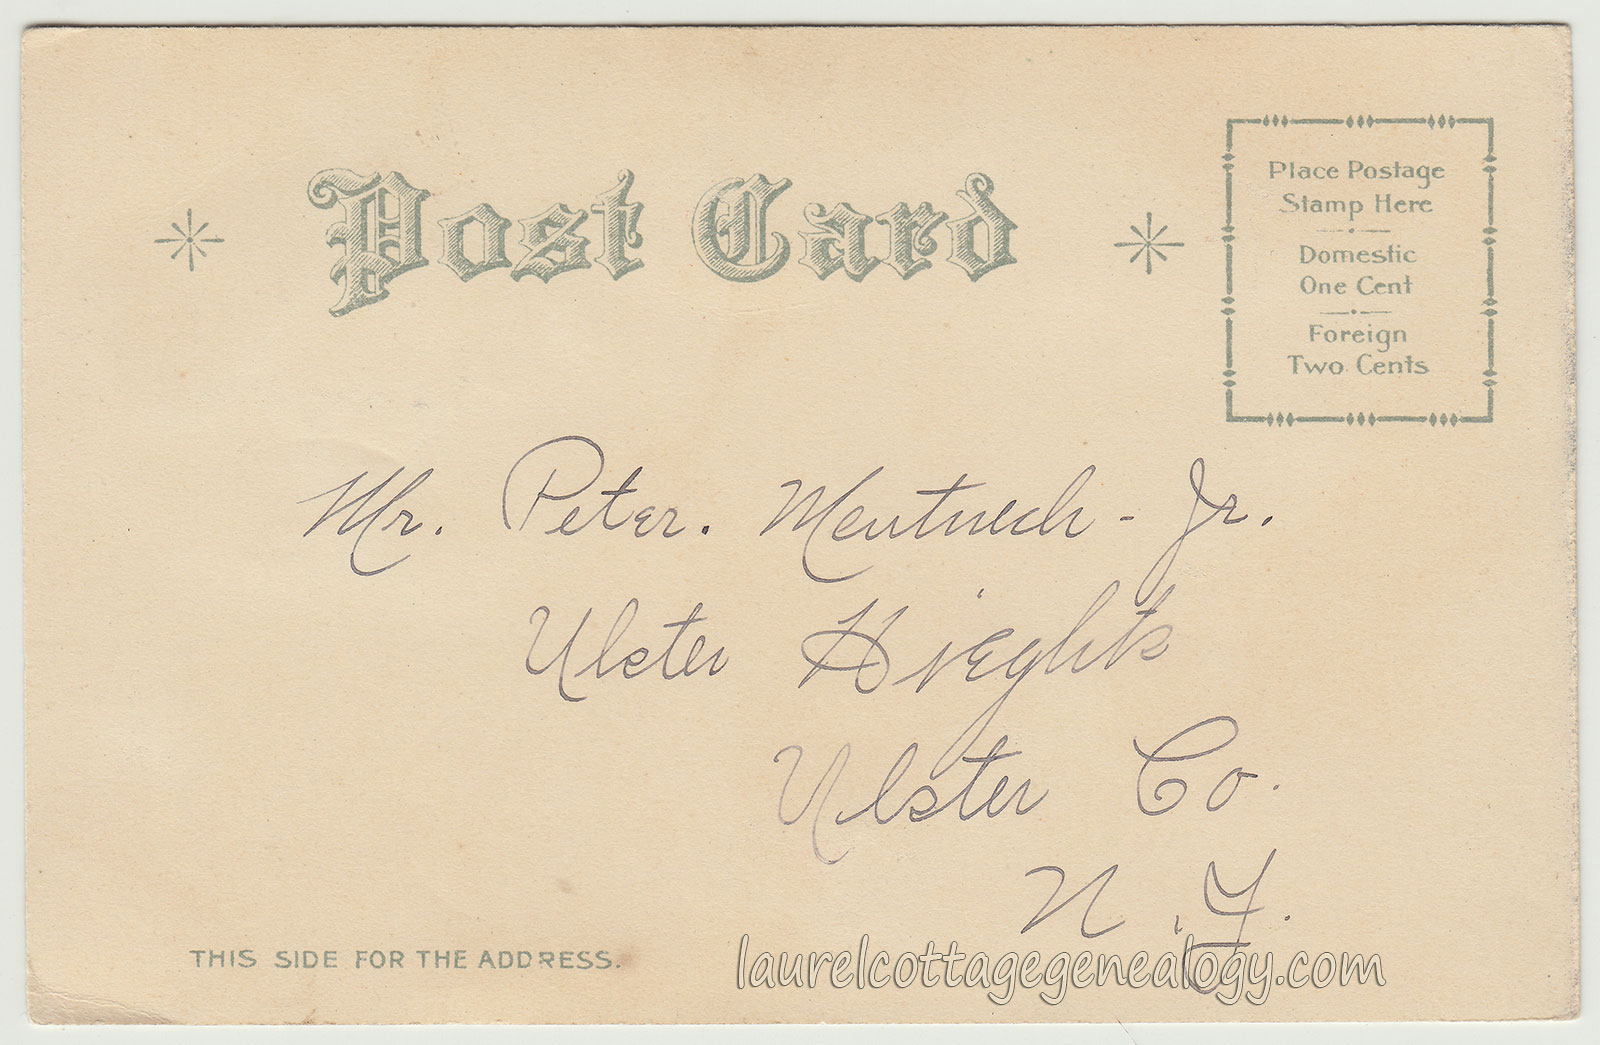 Post Card
Place Postage
Stamp Here
Domestic
One Cent
Foreign
Two Cents
Mr. Peter. Mentnech - Jr.
Ulster Hieghts
Ulster Co.
N.Y.
THIS SIDE FOR THE ADDRESS.
laurelcottagegenealogy.com